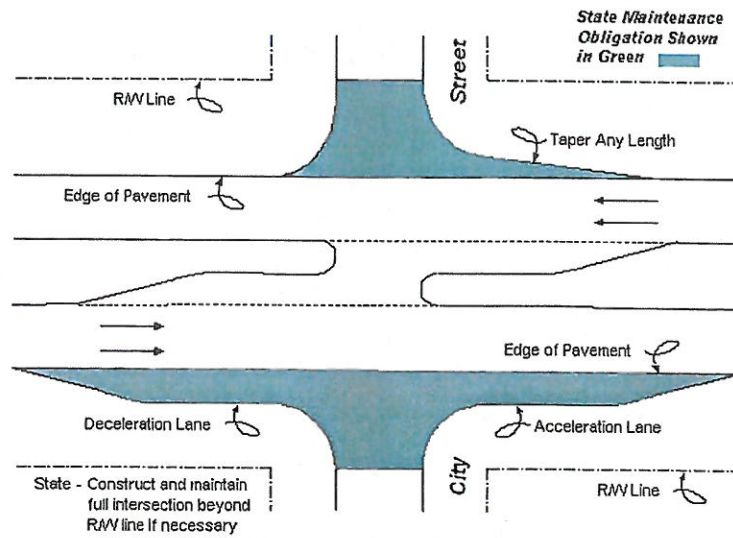 State Maintenance
Obligation Shown
in Green
Street
R/W Line
Taper Any Length
Edge of Pavement
Edge of Pavement
Deceleration Lane
Acceleration Lane
City
State - Construct and maintain
full intersection beyond
R/W line if necessary
R/W Line